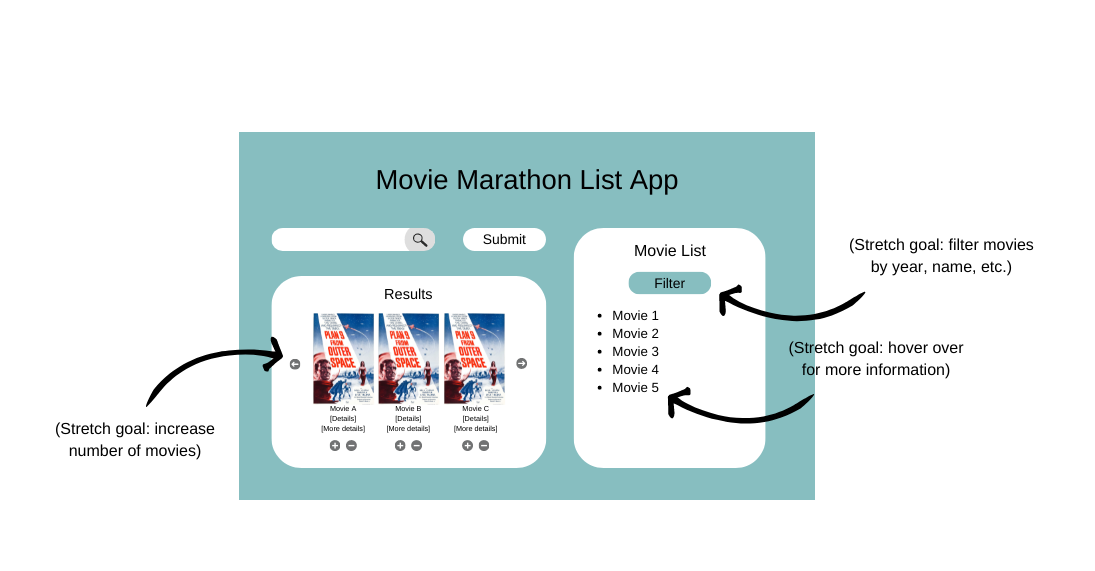 Movie Marathon List App
Submit
Results
PLAN 9
FROM
OUTER
SPACE
PLAN 9
FROM
OUTER
SPACE
PLAN 9
FROM
OUTER
SPACE
Movie A
[Details]
[More details]
Movie B
[Details]
[More details]
Movie C
[Details]
[More details]
Movie List
Filter
Movie 1
Movie 2
Movie 3
Movie 4
Movie 5
(Stretch goal: filter movies
by year, name, etc.)
(Stretch goal: hover over
for more information)
(Stretch goal: increase
number of movies)